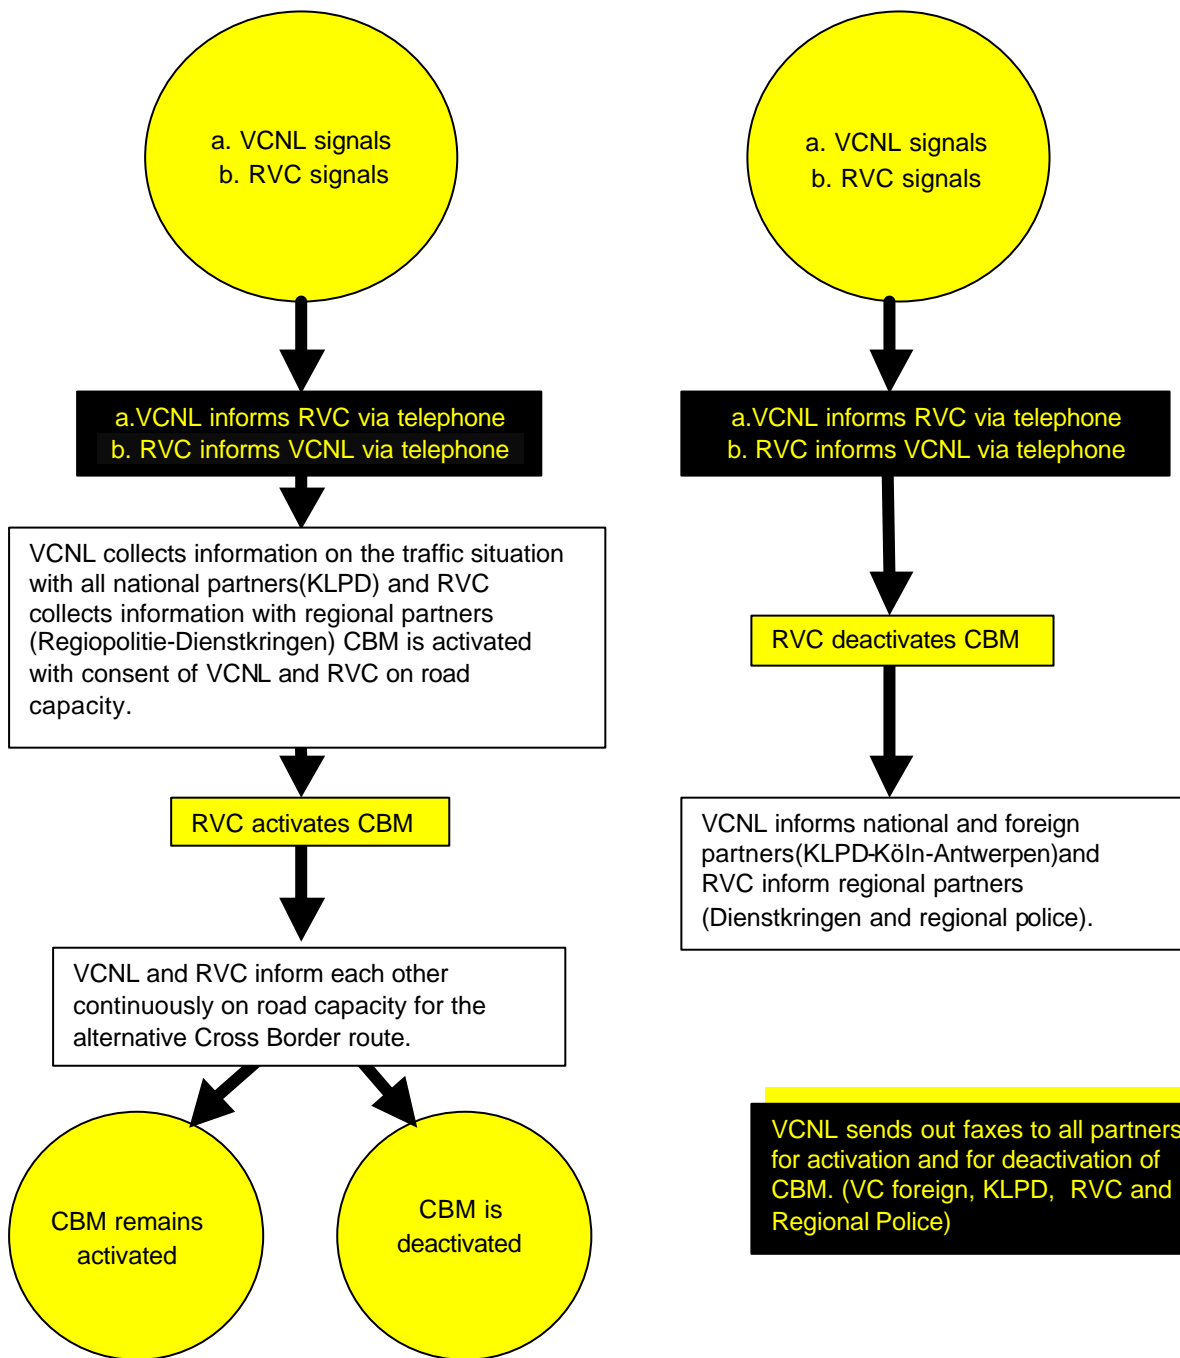 a. VCNL signals
b. RVC signals
a.VCNL informs RVC via telephone
b. RVC informs VCNL via telephone
VCNL collects information on the traffic situation
with all national partners(KLPD) and RVC
collects information with regional partners
(Regiopolitie-Dienstkringen) CBM is activated
with consent of VCNL and RVC on road
capacity.
RVC activates CBM
VCNL and RVC inform each other
continuously on road capacity for the
alternative Cross Border route.
CBM remains
activated
CBM is
deactivated
a. VCNL signals
b. RVC signals
a.VCNL informs RVC via telephone
b. RVC informs VCNL via telephone
RVC deactivates CBM
VCNL informs national and foreign
partners(KLPD-Köln-Antwerpen)and
RVC inform regional partners
(Dienstkringen and regional police).
VCNL sends out faxes to all partners
for activation and for deactivation of
CBM. (VC foreign, KLPD, RVC and
Regional Police)